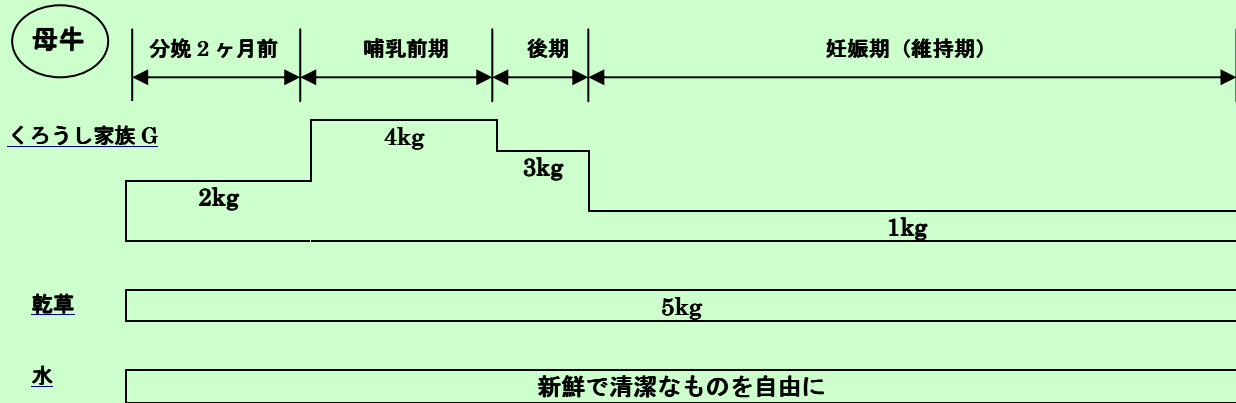 母牛
分娩2ヶ月前 哺乳前期 後期 妊娠期（維持期）
くろうし家族G
4kg
3kg
2kg
1kg
乾草
5kg
水
新鮮で清潔なものを自由に